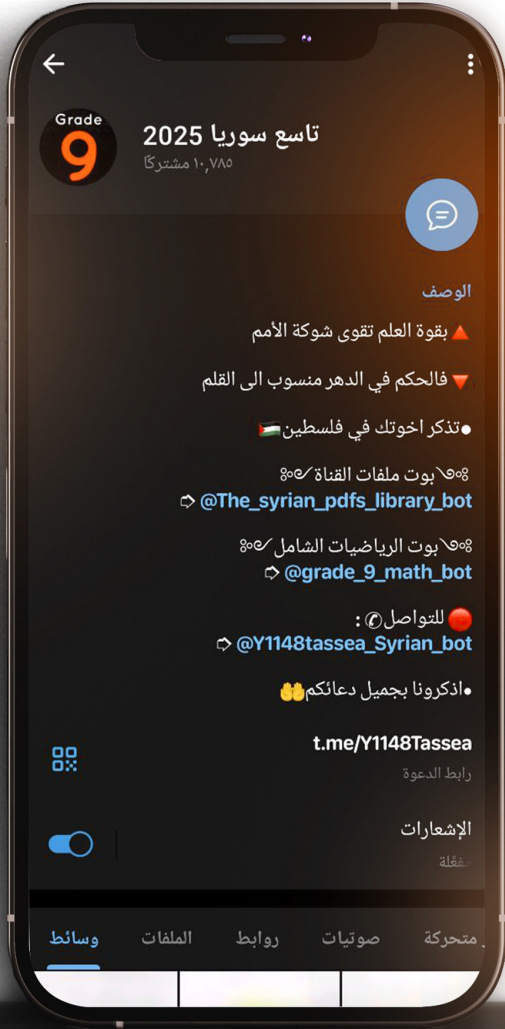 Grade
9
تاسع سوريا 2025
١٠,٧٨٥ مشتركًا
الوصف
🔺 بقوة العلم تقوى شوكة الأمم
🔻 فالحكم في الدهر منسوب الى القلم
●تذكر اخوتك في فلسطين🇵🇸
༺بوت ملفات القناة༻
➪ @The_syrian_pdfs_library_bot
༺بوت الرياضيات الشامل༻
➪ @grade_9_math_bot
🔴 للتواصل✆ :
➪ @Y1148tassea_Syrian_bot
●اذكرونا بجميل دعائكم🤲
t.me/Y1148Tassea
رابط الدعوة
الإشعارات
مفعَّلة
وسائط الملفات روابط صوتيات متحركة